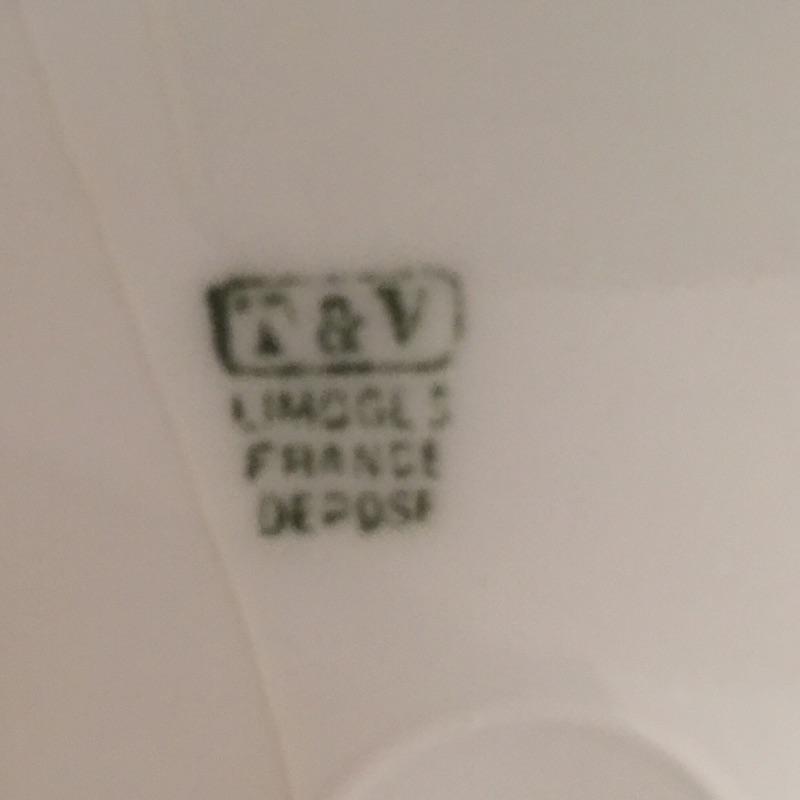 T & V
LIMOGES
FRANCE
DEPOSE